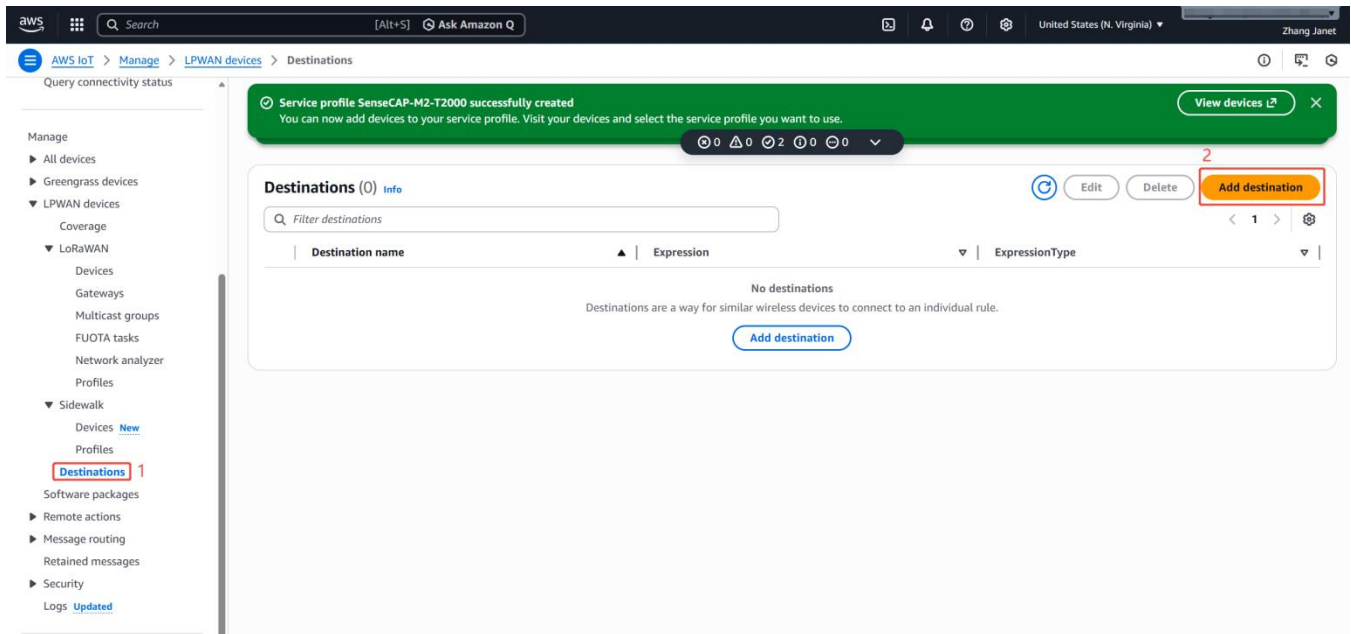 aws
Search
[Alt+S]
Ask Amazon Q
United States (N. Virginia)
Zhang Janet
AWS IoT > Manage > LPWAN devices > Destinations
Query connectivity status
Manage
All devices
Greengrass devices
LPWAN devices
Coverage
LoRaWAN
Devices
Gateways
Multicast groups
FUOTA tasks
Network analyzer
Profiles
Sidewalk
Devices New
Profiles
Destinations 1
Software packages
Remote actions
Message routing
Retained messages
Security
Logs Updated
Service profile SenseCAP-M2-T2000 successfully created
You can now add devices to your service profile. Visit your devices and select the service profile you want to use.
View devices
0 0 2 0 0
2
Destinations (0) Info
Edit
Delete
Add destination
Filter destinations
< 1 >
Destination name
Expression
ExpressionType
No destinations
Destinations are a way for similar wireless devices to connect to an individual rule.
Add destination